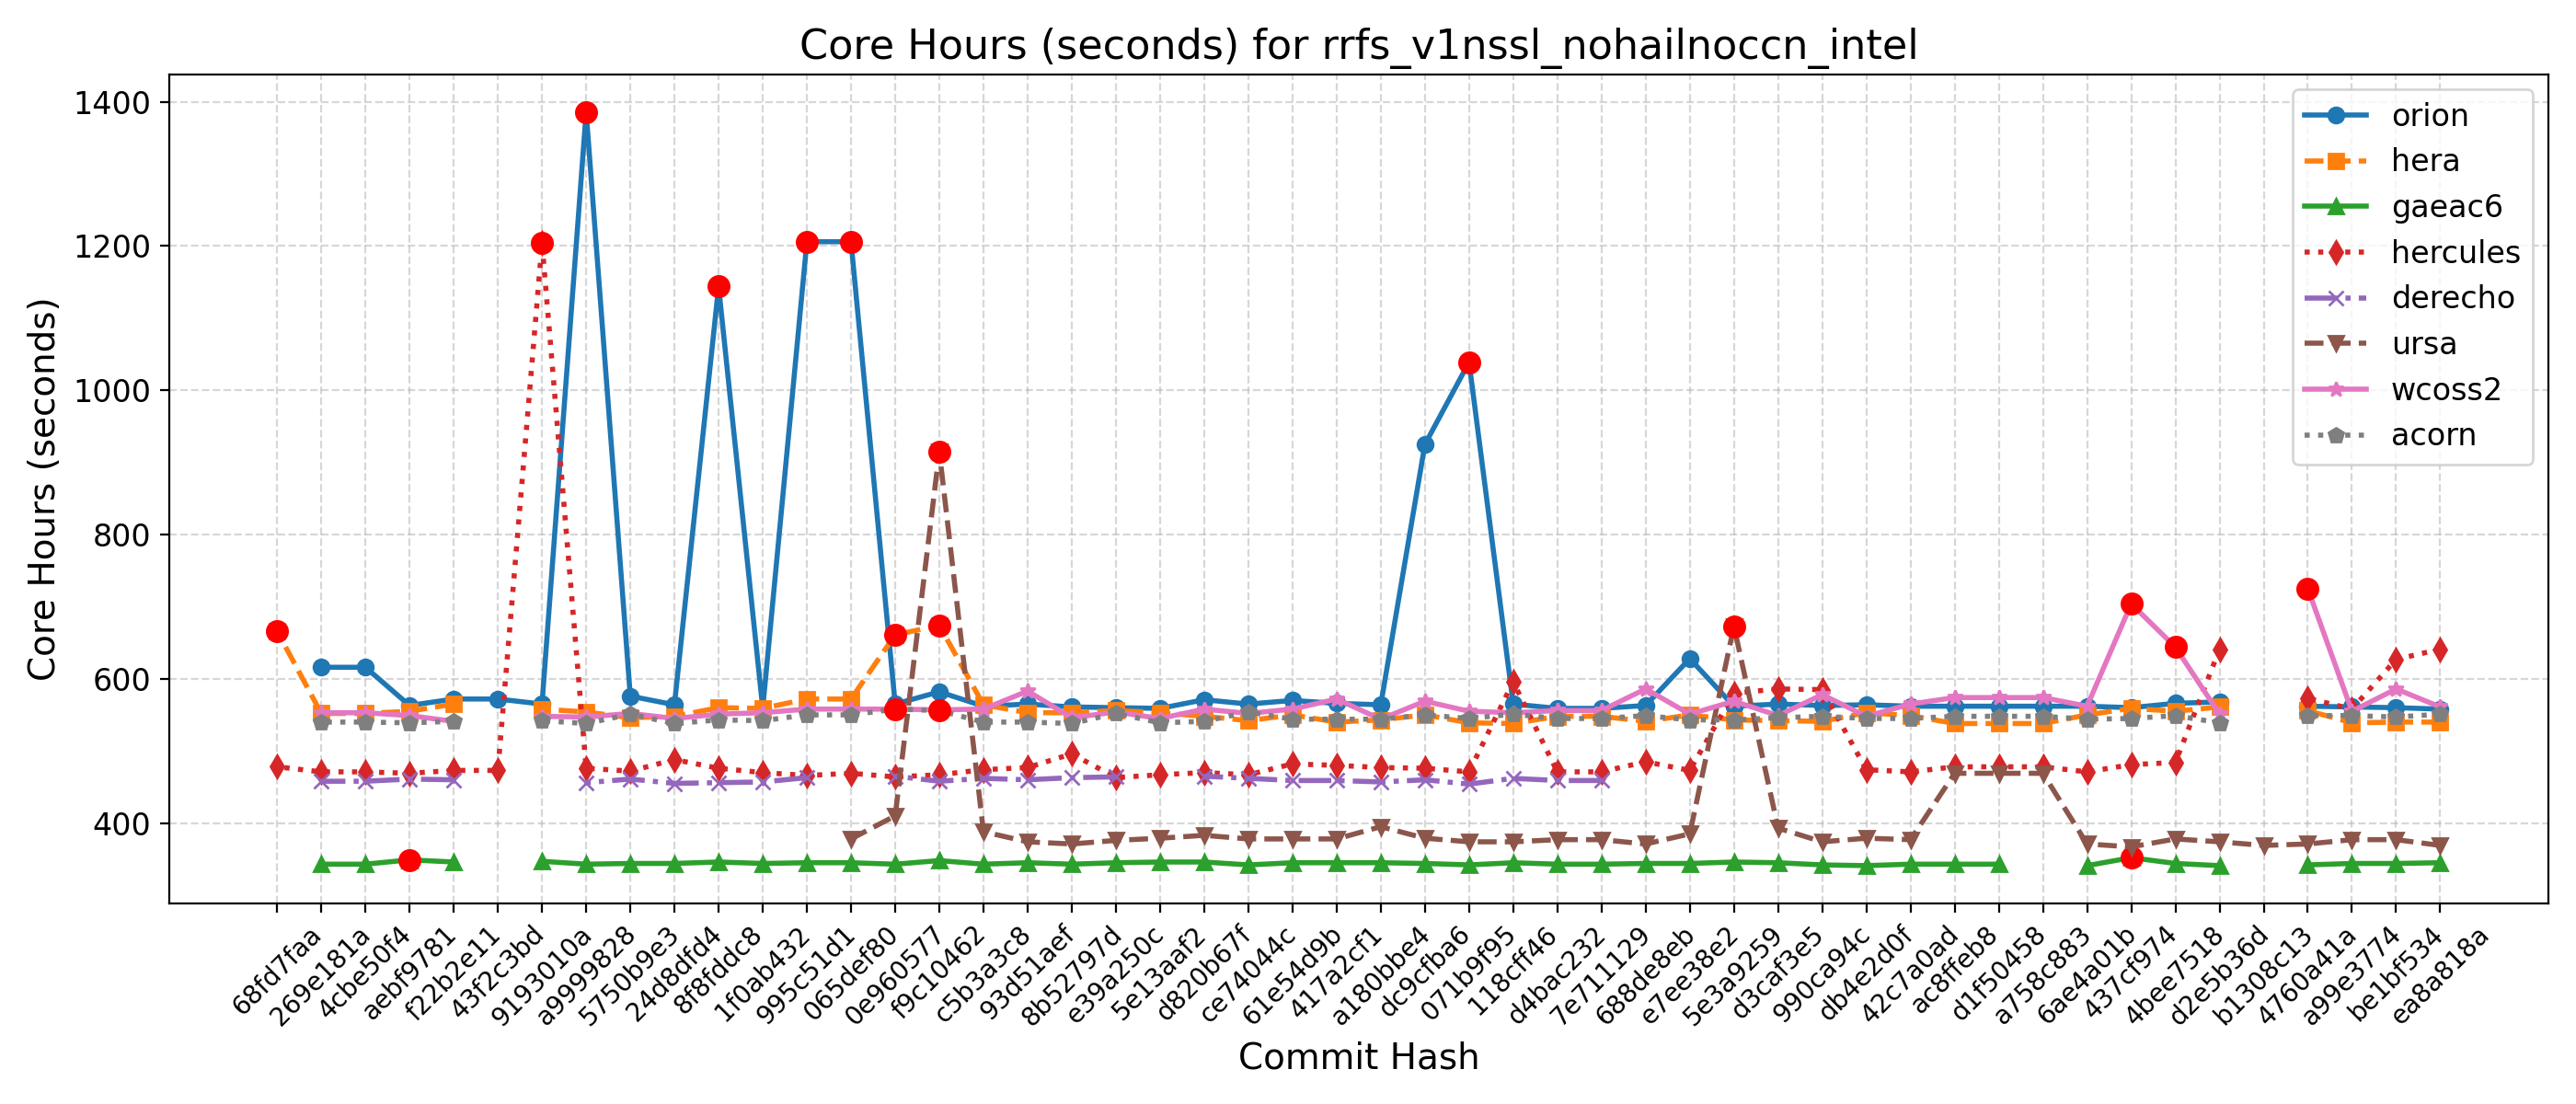 Core Hours (seconds) for rrfs_v1nssl_nohailnoccn_intel
Core Hours (seconds)
1400
1200
1000
800
600
400
orion
hera
gaeac6
hercules
derecho
ursa
wcoss2
acorn
68fd7faa
269e181a
4cbe50f4
aebf9781
f22b2e11
43f2c3bd
9193010a
a9999828
5750b9e3
24d8dfd4
8f8fddc8
1f0ab432
995c51d1
065def80
0e960577
f9c10462
c5b3a3c8
93d51aef
8b52797d
e39a250c
5e13aaf2
d820b67f
ce74044c
61e54d9b
417a2cf1
a180bbe4
dc9cfba6
071b9f95
118cff46
d4bac232
7e711129
688de8eb
e7ee38e2
5e3a9259
d3caf3e5
990ca94c
db4e2d0f
42c7a0ad
ac8ffeb8
d1f50458
a758c883
6ae4a01b
437cf974
4bee7518
d2e5b36d
b1308c13
4760a41a
a99e3774
be1bf534
ea8a818a
Commit Hash